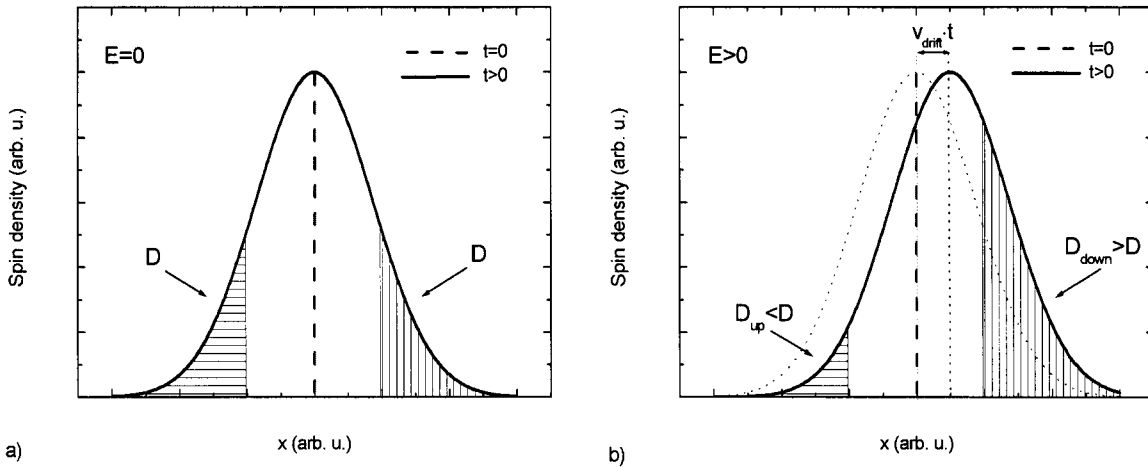 E=0
t=0
t>0
D
D
Spin density (arb. u.)
x (arb. u.)
a)
v_drift·t
E>0
t=0
t>0
D_up<D
D_down>D
Spin density (arb. u.)
x (arb. u.)
b)